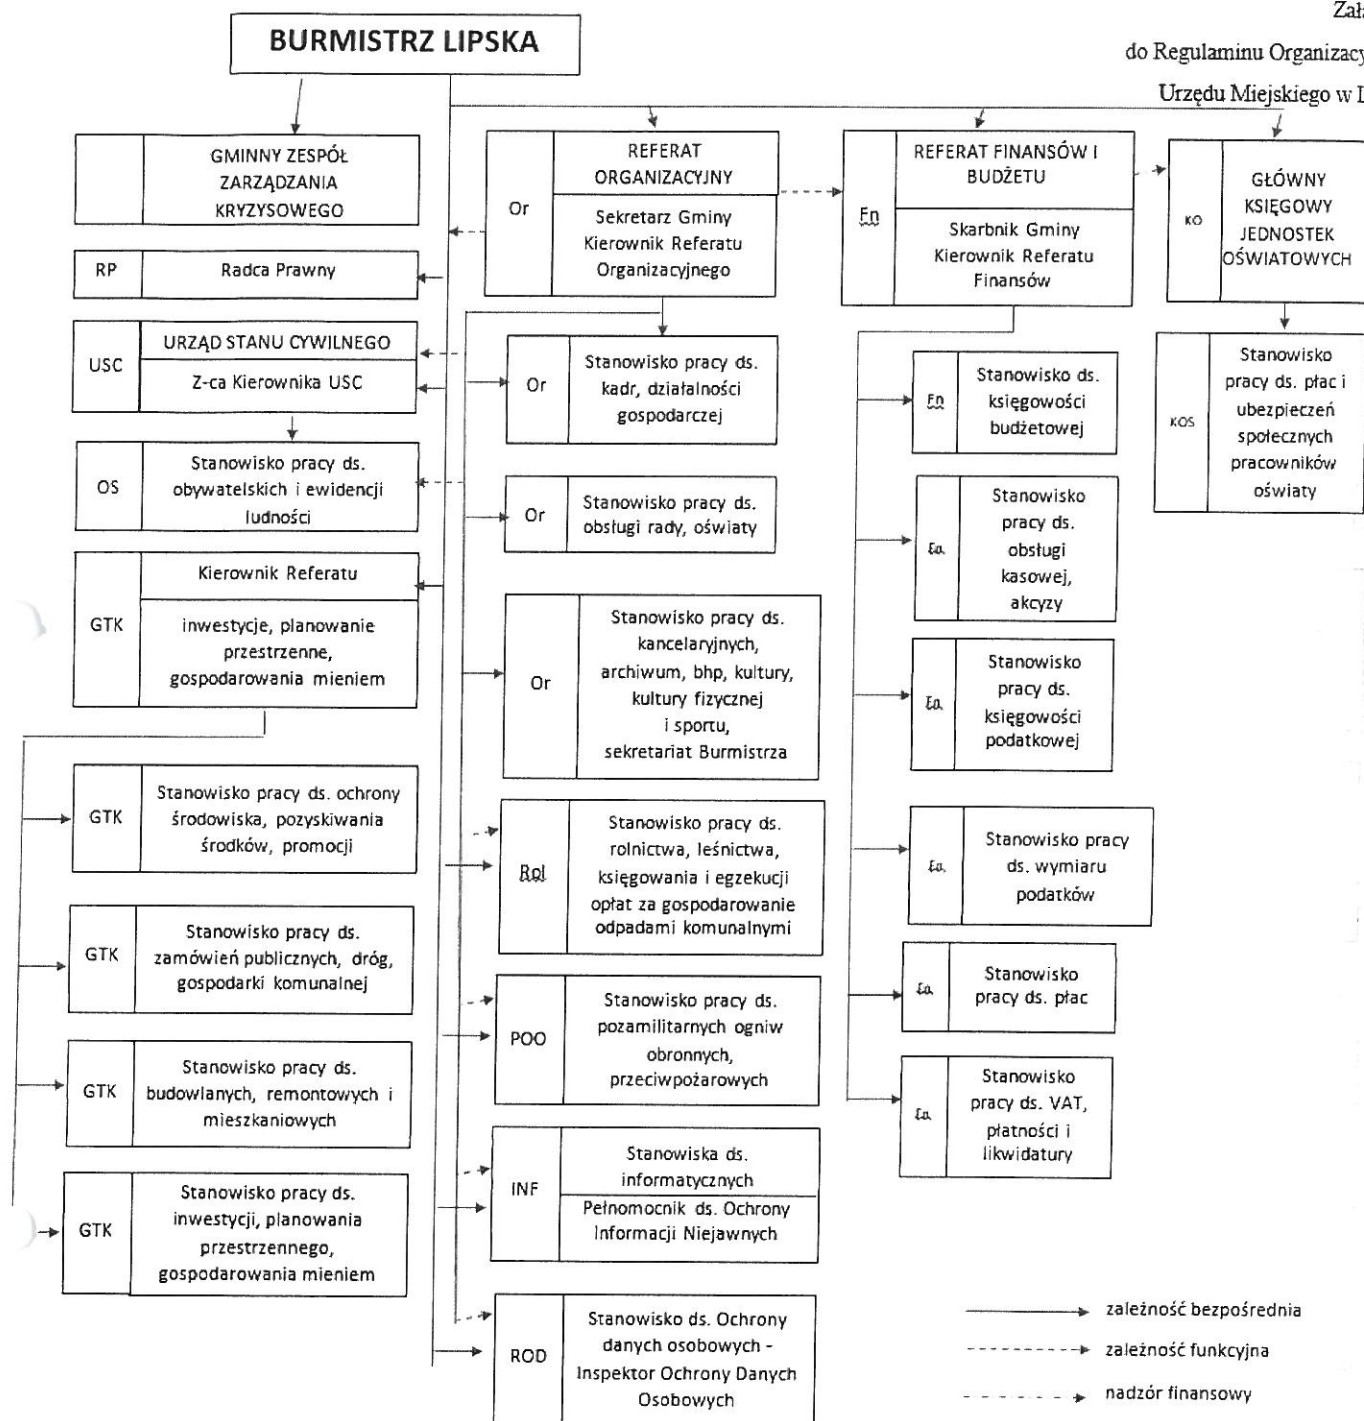 Zał
do Regulaminu Organizacy
Urzędu Miejskiego w L
BURMISTRZ LIPSKA
GMINNY ZESPÓŁ
ZARZĄDZANIA
KRYZYSOWEGO
RP
Radca Prawny
USC
URZĄD STANU CYWILNEGO
Z-ca Kierownika USC
OS
Stanowisko pracy ds.
obywatelskich i ewidencji
ludności
GTK
Kierownik Referatu
inwestycje, planowanie
przestrzenne,
gospodarowania mieniem
GTK
Stanowisko pracy ds. ochrony
środowiska, pozyskiwania
środków, promocji
GTK
Stanowisko pracy ds.
zamówień publicznych, dróg,
gospodarki komunalnej
GTK
Stanowisko pracy ds.
budowlanych, remontowych i
mieszkaniowych
GTK
Stanowisko pracy ds.
inwestycji, planowania
przestrzennego,
gospodarowania mieniem
Or
REFERAT
ORGANIZACYJNY
Sekretarz Gminy
Kierownik Referatu
Organizacyjnego
Or
Stanowisko pracy ds.
kadr, działalności
gospodarczej
Or
Stanowisko pracy ds.
obsługi rady, oświaty
Or
Stanowisko pracy ds.
kancelaryjnych,
archiwum, bhp, kultury,
kultury fizycznej
i sportu,
sekretariat Burmistrza
Rol
Stanowisko pracy ds.
rolnictwa, leśnictwa,
księgowania i egzekucji
opłat za gospodarowanie
odpadami komunalnymi
POO
Stanowisko pracy ds.
pozamilitarnych ogniw
obronnych,
przeciwpożarowych
INF
Stanowiska ds.
informatycznych
Pełnomocnik ds. Ochrony
Informacji Niejawnych
ROD
Stanowisko ds. Ochrony
danych osobowych -
Inspektor Ochrony Danych
Osobowych
Fn
REFERAT FINANSÓW I
BUDŻETU
Skarbnik Gminy
Kierownik Referatu
Finansów
Fn
Stanowisko ds.
księgowości
budżetowej
Fn
Stanowisko
pracy ds.
obsługi
kasowej,
akcyzy
Fn
Stanowisko
pracy ds.
księgowości
podatkowej
Fn
Stanowisko pracy
ds. wymiaru
podatków
Fn
Stanowisko
pracy ds. płac
Fn
Stanowisko
pracy ds. VAT,
płatności i
likwidatury
KO
GŁÓWNY
KSIĘGOWY
JEDNOSTEK
OŚWIATOWYCH
KOS
Stanowisko
pracy ds. płac i
ubezpieczeń
społecznych
pracowników
oświaty
zależność bezpośrednia
zależność funkcyjna
nadzór finansowy